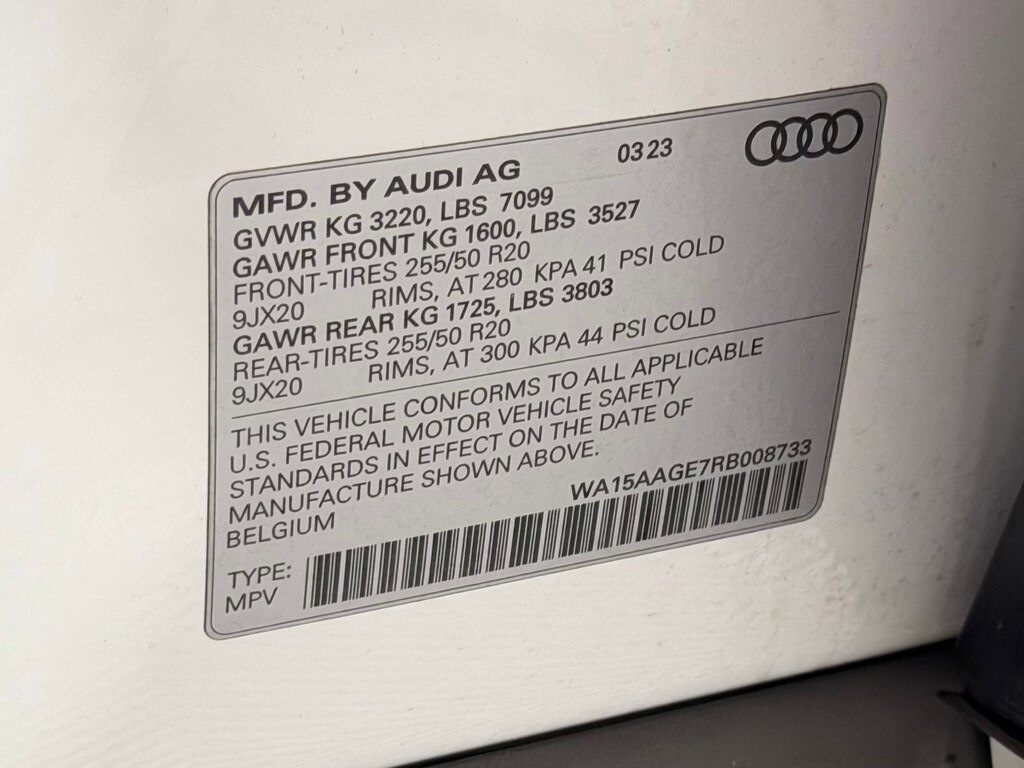 MFD. BY AUDI AG 03 23
GVWR KG 3220, LBS 7099
GAWR FRONT KG 1600, LBS 3527
FRONT-TIRES 255/50 R20
9JX20 RIMS, AT 280 KPA 41 PSI COLD
GAWR REAR KG 1725, LBS 3803
REAR-TIRES 255/50 R20
9JX20 RIMS, AT 300 KPA 44 PSI COLD
THIS VEHICLE CONFORMS TO ALL APPLICABLE
U.S. FEDERAL MOTOR VEHICLE SAFETY
STANDARDS IN EFFECT ON THE DATE OF
MANUFACTURE SHOWN ABOVE.
BELGIUM WA15AAGE7RB008733
TYPE:
MPV